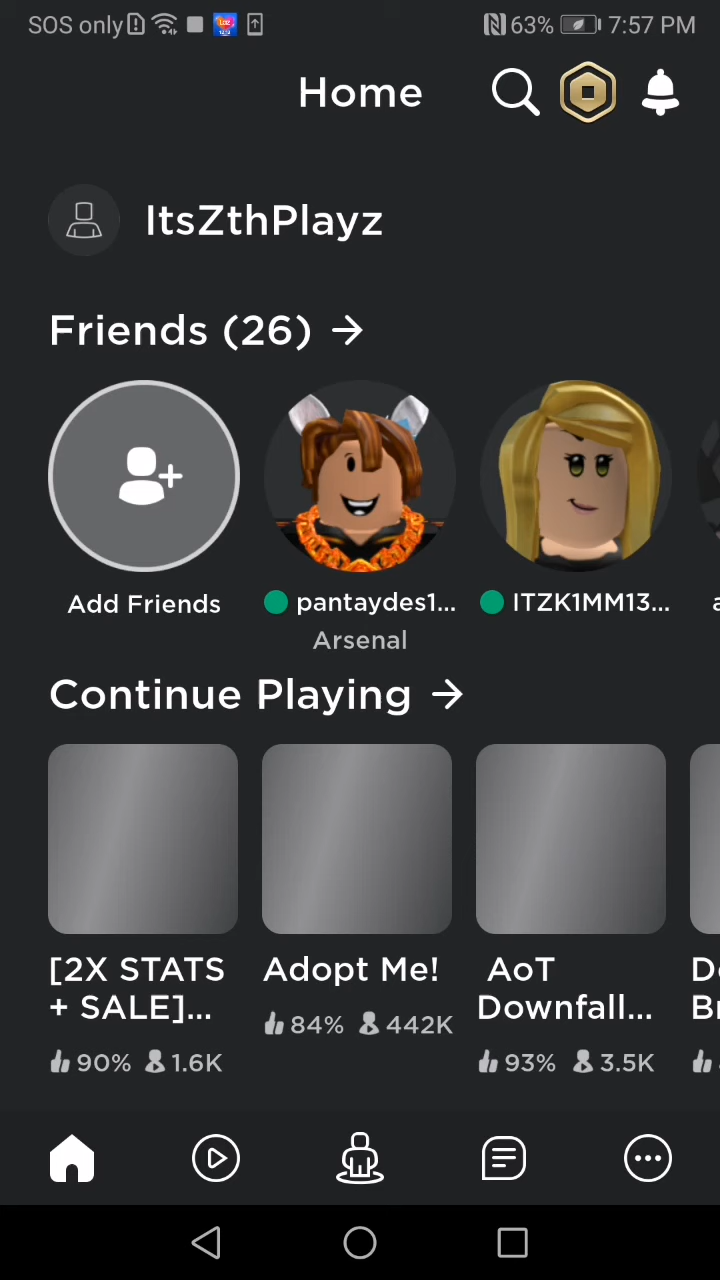 SOS only
63% 7:57 PM
Home
ItsZthPlayz
Friends (26) →
Add Friends
pantaydes1...
ITZK1MM13...
a
Arsenal
Continue Playing →
[2X STATS
+ SALE]...
90% 1.6K
Adopt Me!
84% 442K
AoT
Downfall...
93% 3.5K
D
B